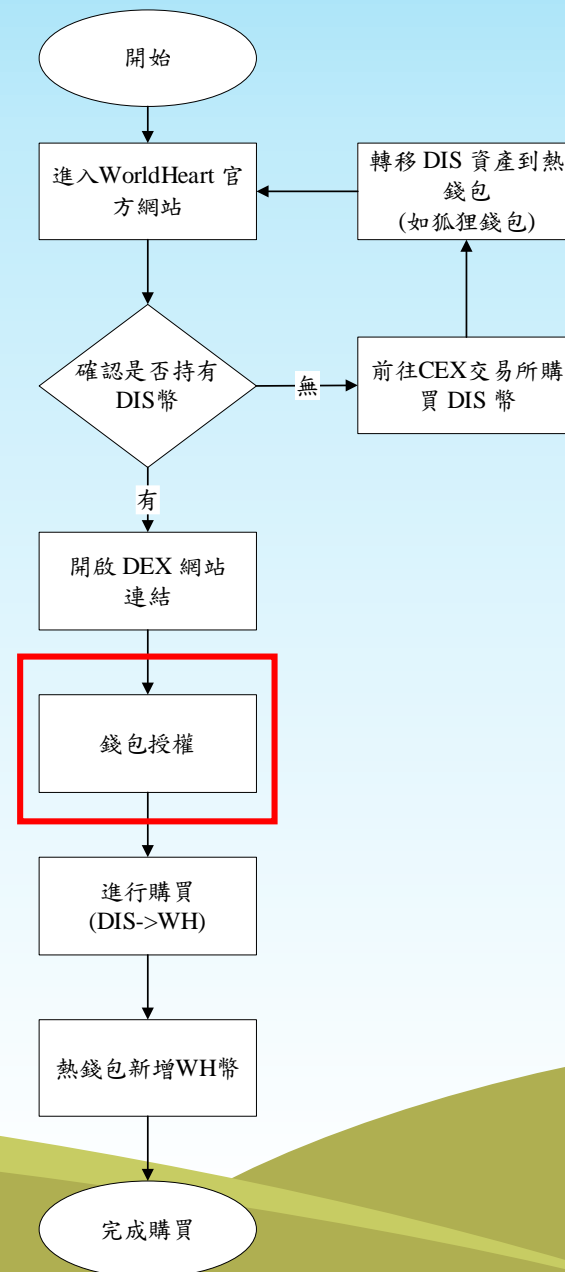 開始
進入WorldHeart 官
方網站
轉移 DIS 資產到熱
錢包
(如狐狸錢包)
確認是否持有
DIS幣
無
前往CEX交易所購
買 DIS 幣
有
開啟 DEX 網站
連結
錢包授權
進行購買
(DIS->WH)
熱錢包新增WH幣
完成購買